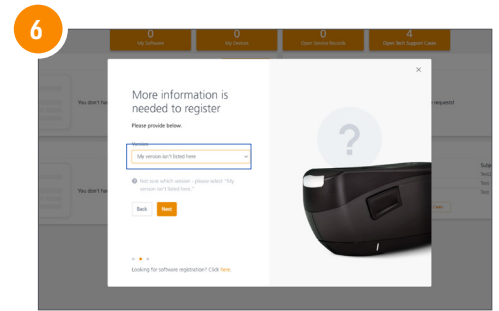 6
0
My Software
0
My Devices
0
Open Service Records
4
Open Tech Support Cases
You don't hav
requests!
More information is
needed to register
Please provide below.
Version
My version isn't listed here
Not sure which version - please select "My
version isn't listed here."
Back
Next
Looking for software registration? Click here.
?
You don't hav
Subje
Test2
Test
Test